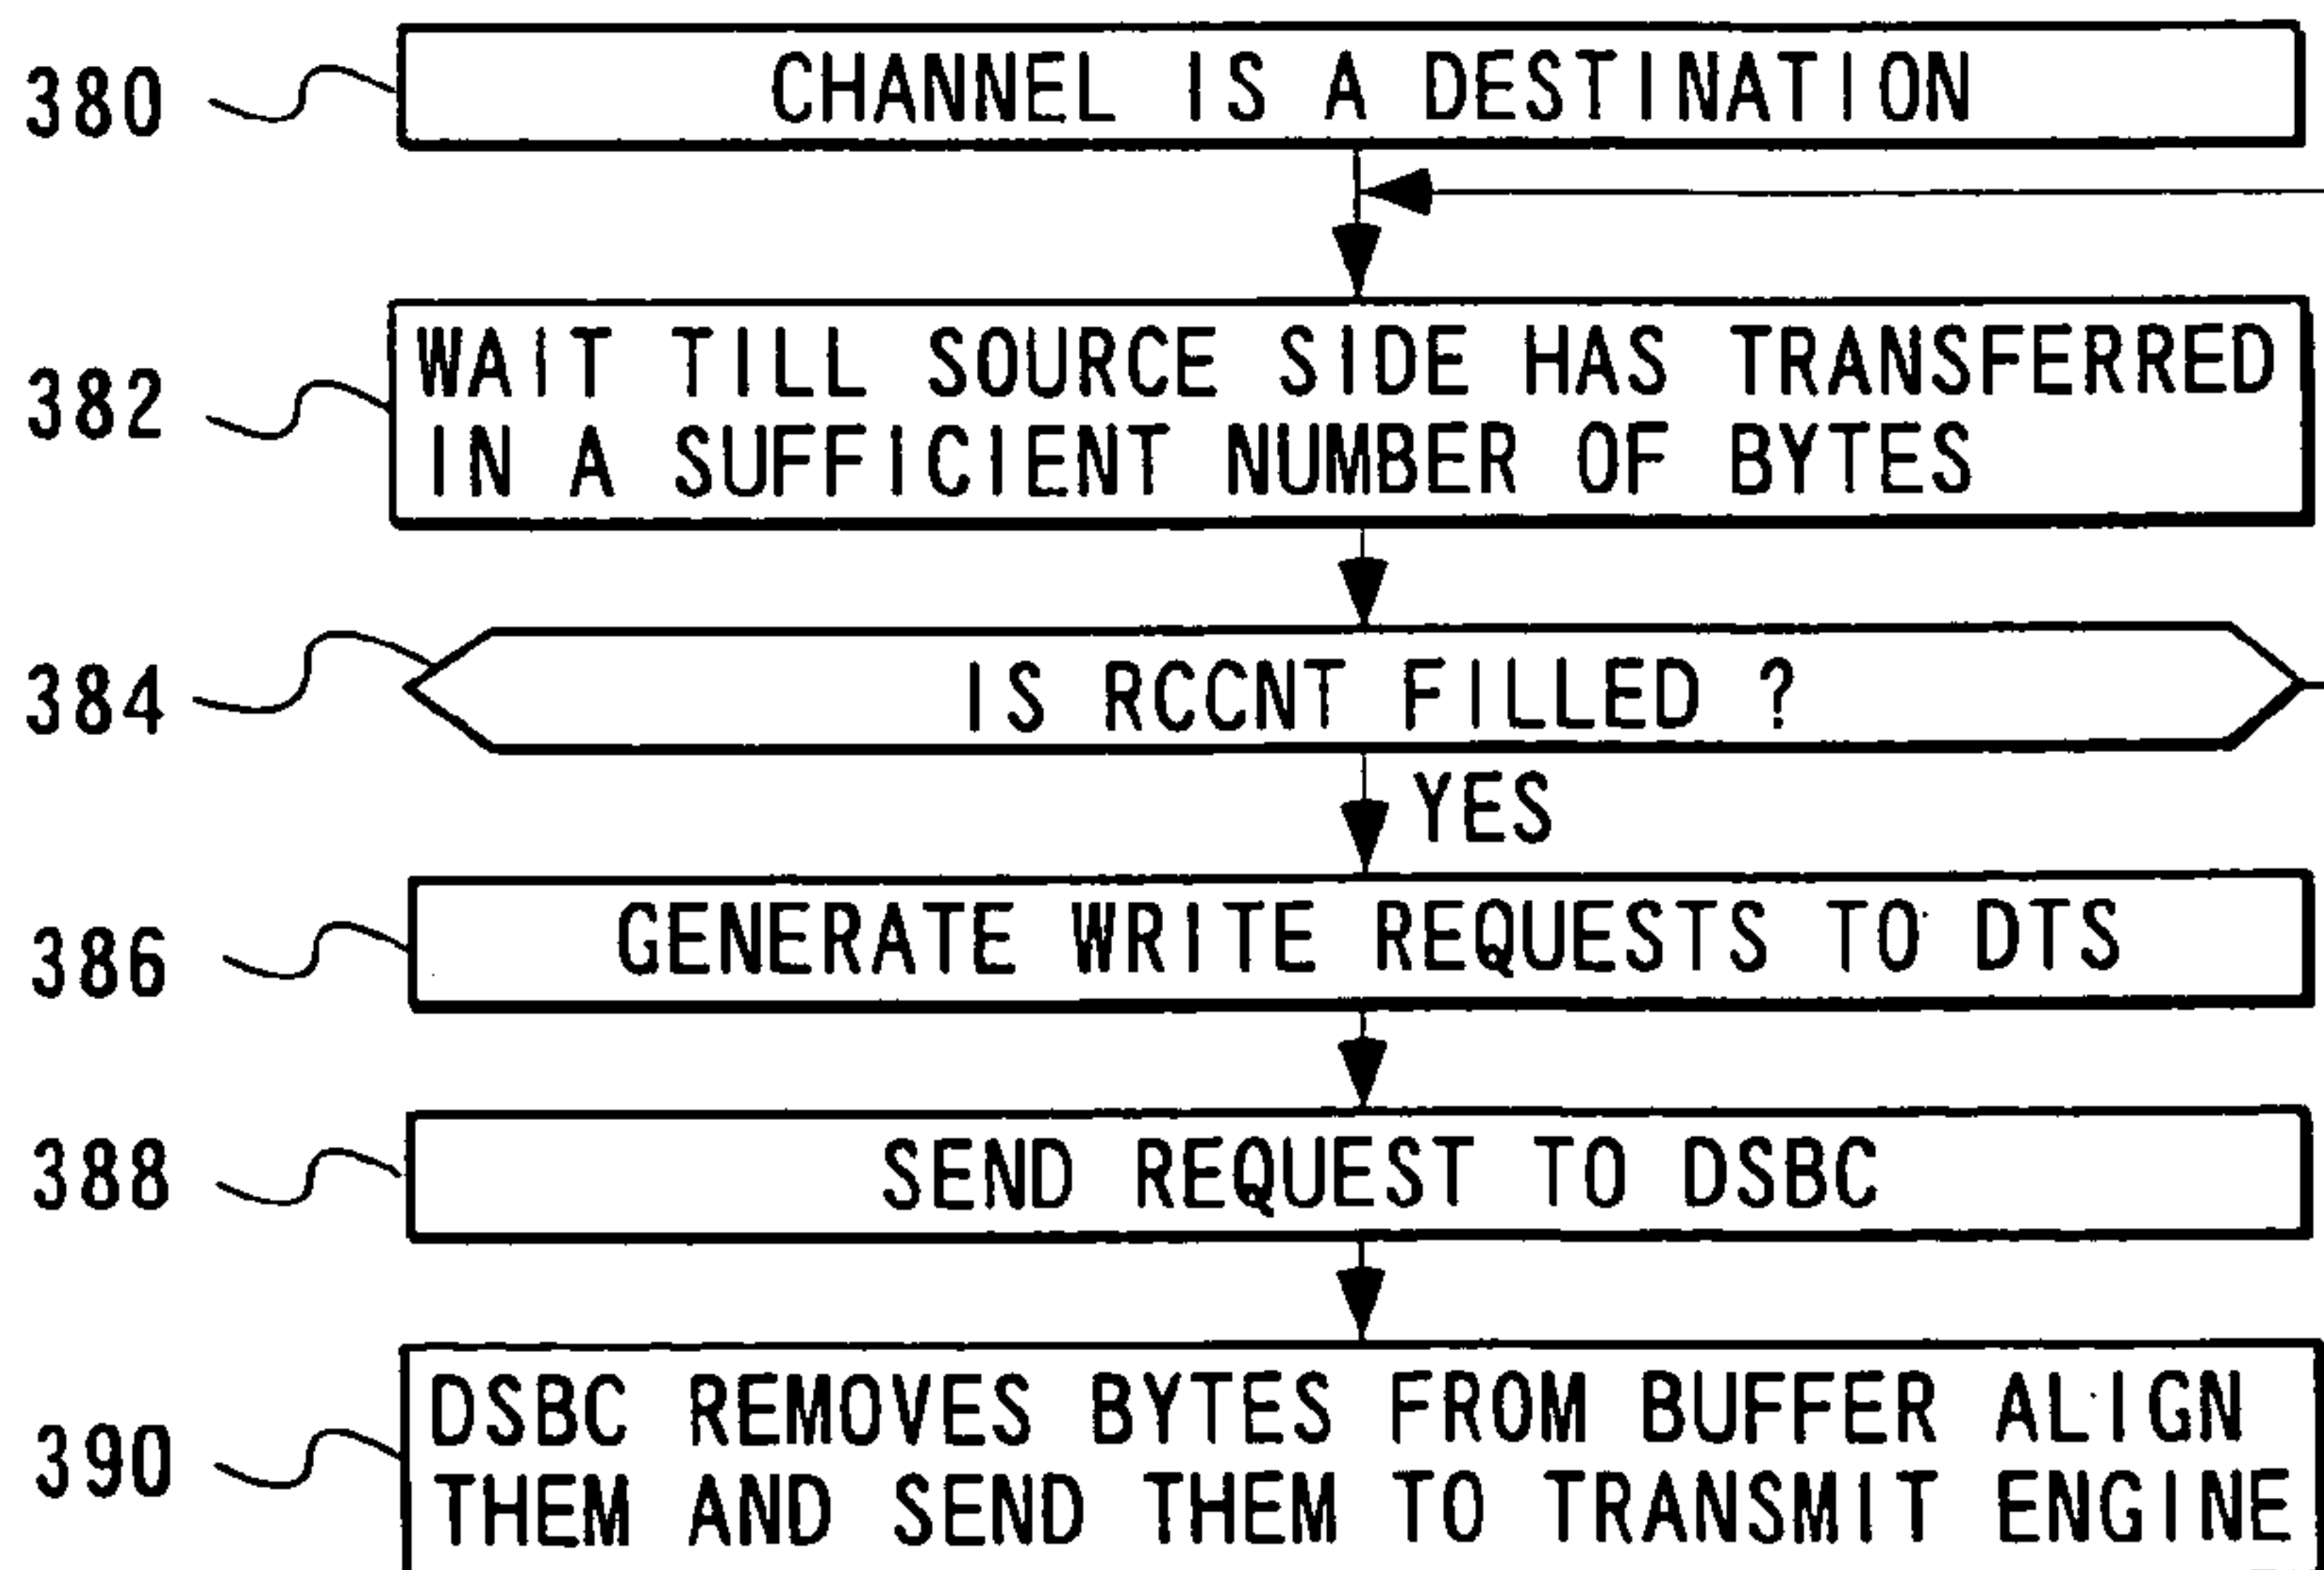 380 CHANNEL IS A DESTINATION
382 WAIT TILL SOURCE SIDE HAS TRANSFERRED
IN A SUFFICIENT NUMBER OF BYTES
384 IS RCCNT FILLED ?
YES
386 GENERATE WRITE REQUESTS TO DTS
388 SEND REQUEST TO DSBC
390 DSBC REMOVES BYTES FROM BUFFER ALIGN
THEM AND SEND THEM TO TRANSMIT ENGINE